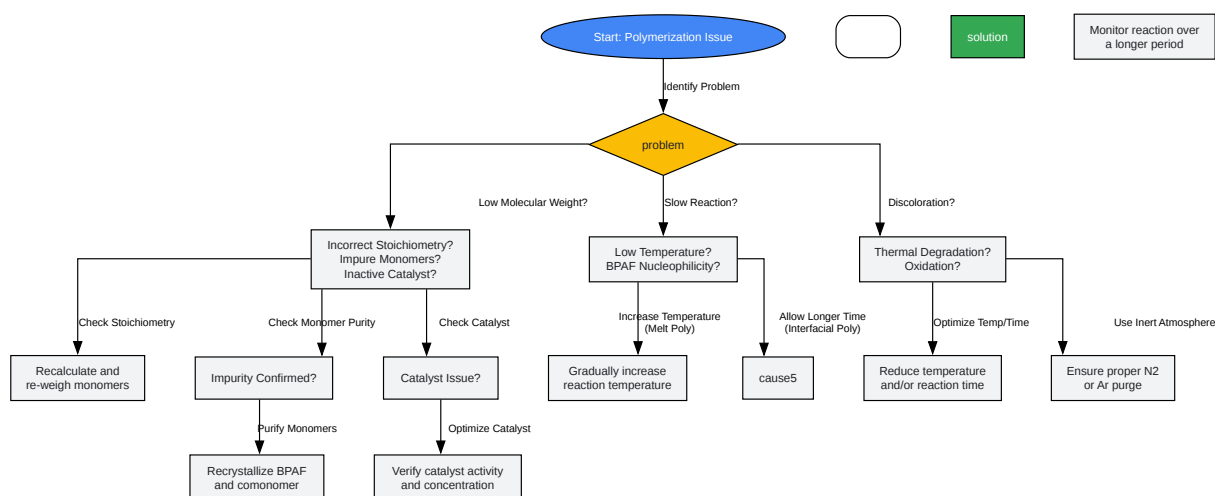 Start: Polymerization Issue
solution
Monitor reaction over
a longer period
Identify Problem
problem
Low Molecular Weight?
Slow Reaction?
Discoloration?
Incorrect Stoichiometry?
Impure Monomers?
Inactive Catalyst?
Low Temperature?
BPAF Nucleophilicity?
Thermal Degradation?
Oxidation?
Check Stoichiometry
Check Monomer Purity
Check Catalyst
Increase Temperature
(Melt Poly)
Allow Longer Time
(Interfacial Poly)
Optimize Temp/Time
Use Inert Atmosphere
Recalculate and
re-weigh monomers
Impurity Confirmed?
Catalyst Issue?
Gradually increase
reaction temperature
cause5
Reduce temperature
and/or reaction time
Ensure proper N2
or Ar purge
Purify Monomers
Optimize Catalyst
Recrystallize BPAF
and comonomer
Verify catalyst activity
and concentration